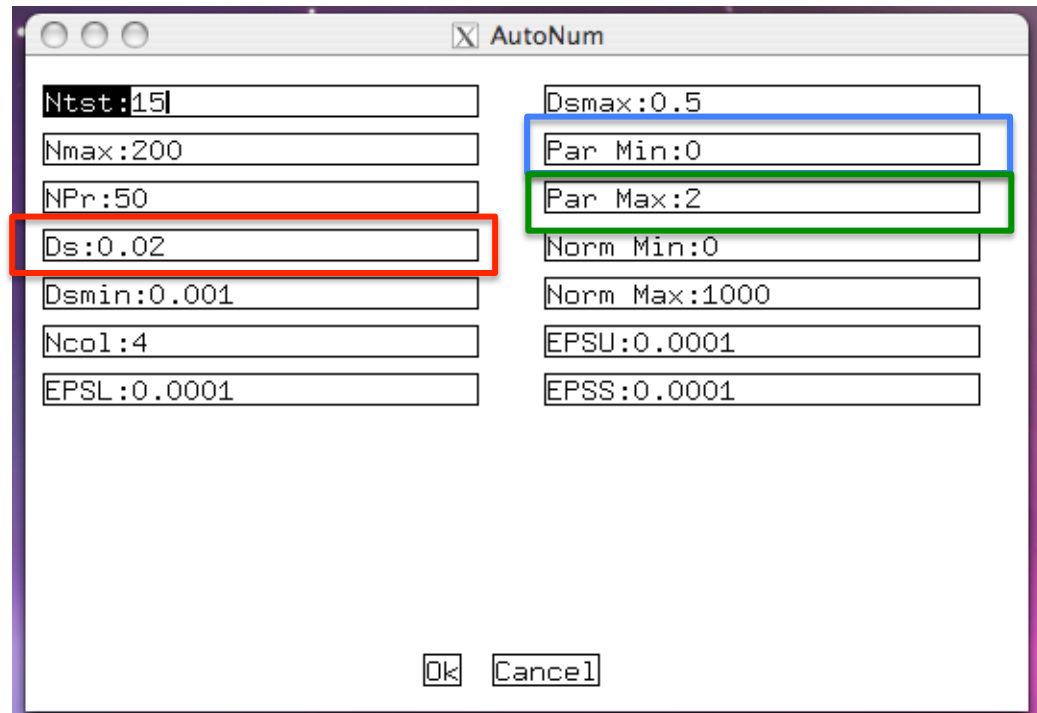 X AutoNum
Ntst:15
Nmax:200
NPr:50
Ds:0.02
Dsmin:0.001
Ncol:4
EPSL:0.0001
Dsmax:0.5
Par Min:0
Par Max:2
Norm Min:0
Norm Max:1000
EPSU:0.0001
EPSS:0.0001
Ok Cancel